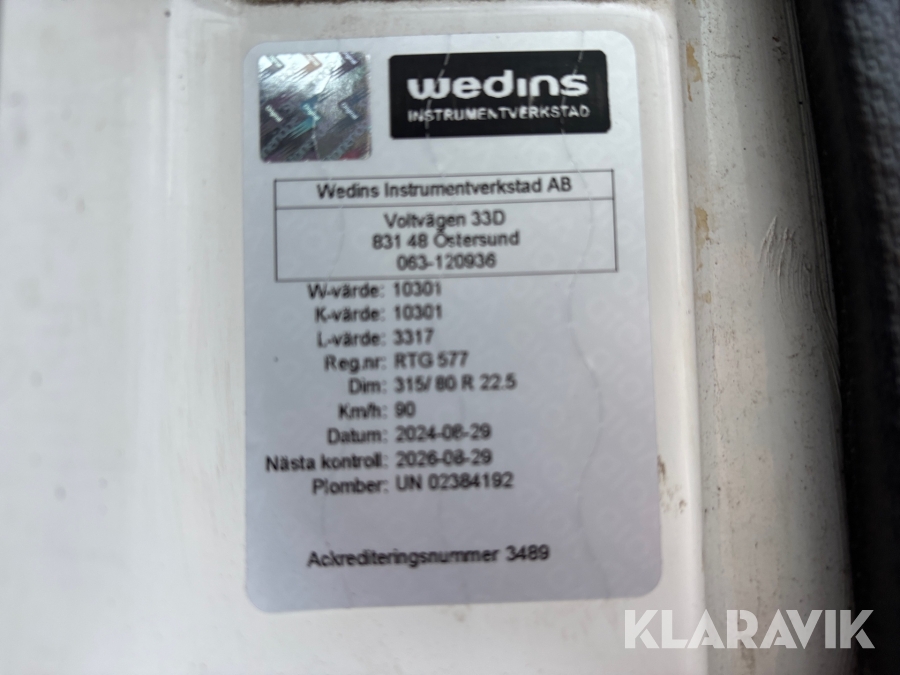 wedins
INSTRUMENTVERKSTAD
Wedins Instrumentverkstad AB
Voltvägen 33D
831 48 Östersund
063-120936
W-värde: 10301
K-värde: 10301
L-värde: 3317
Reg.nr: RTG 577
Dim: 315/ 80 R 22.5
Km/h: 90
Datum: 2024-08-29
Nästa kontroll: 2026-08-29
Plomber: UN 02384192
Ackrediteringsnummer 3489
KLARAVIK